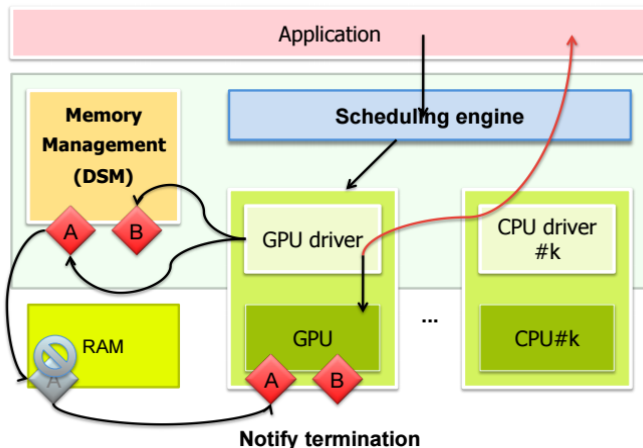 Application
Scheduling engine
Memory
Management
(DSM)
A
B
GPU driver
CPU driver
#k
RAM
A
GPU
...
CPU#k
A
B
Notify termination